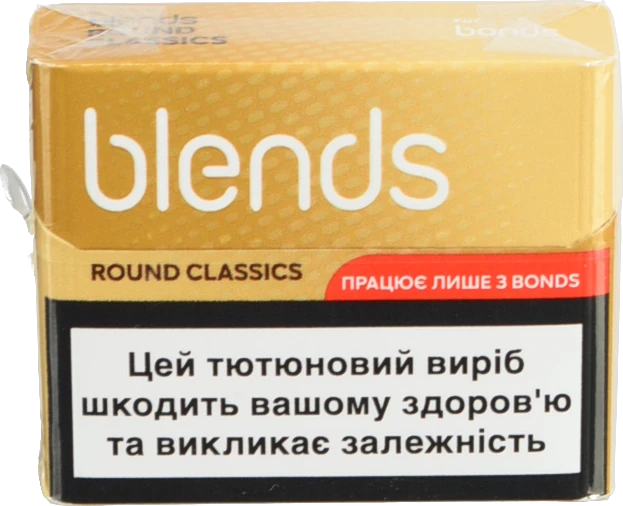 blends
ROUND
CLASSICS
for
bonds
blends
ROUND CLASSICS
ПРАЦЮЄ ЛИШЕ З BONDS
Цей тютюновий виріб
шкодить вашому здоров'ю
та викликає залежність